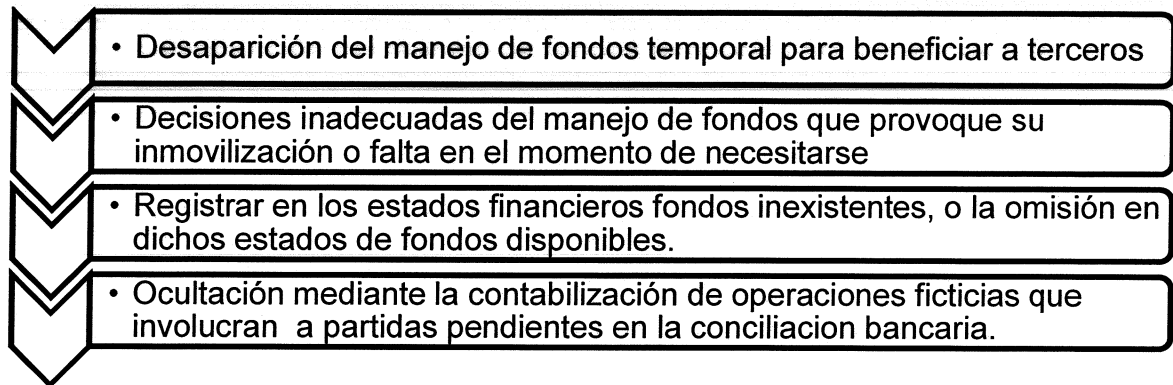 • Desaparición del manejo de fondos temporal para beneficiar a terceros
• Decisiones inadecuadas del manejo de fondos que provoque su
inmovilización o falta en el momento de necesitarse
• Registrar en los estados financieros fondos inexistentes, o la omisión en
dichos estados de fondos disponibles.
• Ocultación mediante la contabilización de operaciones ficticias que
involucran a partidas pendientes en la conciliacion bancaria.